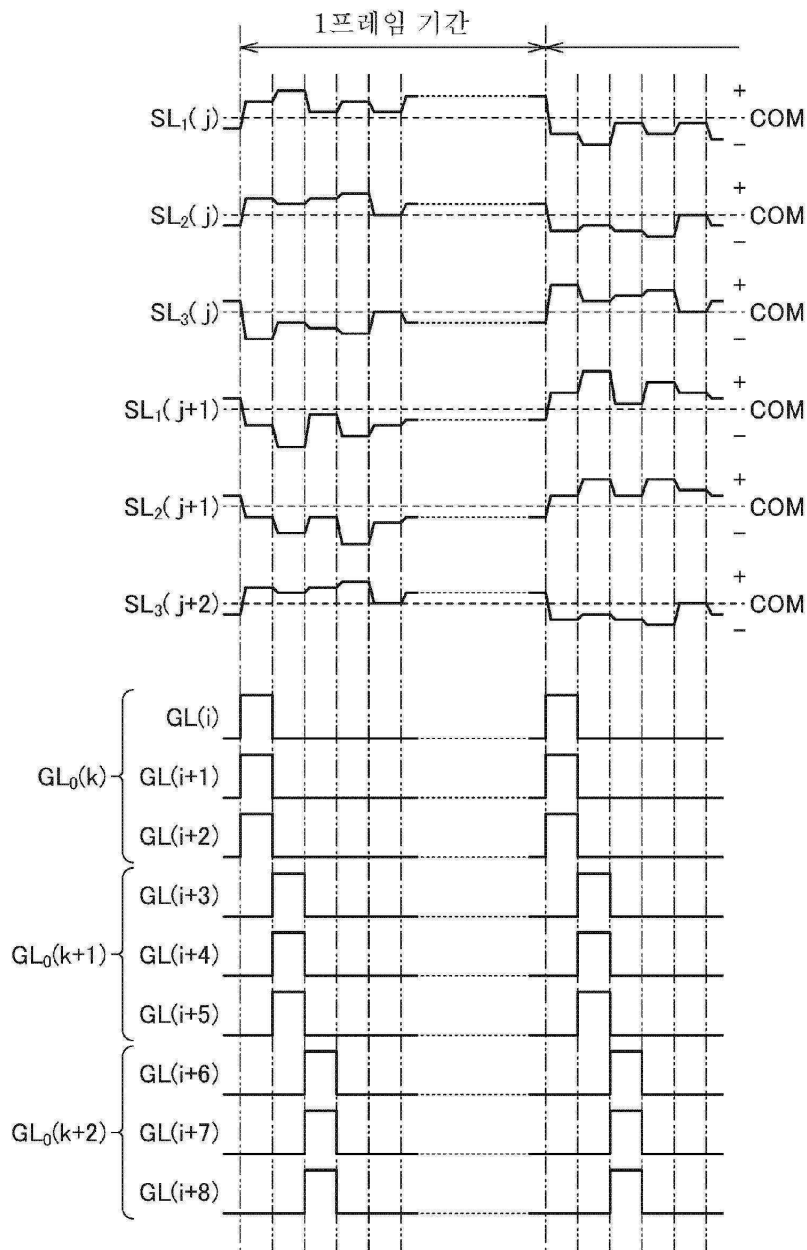 1프레임 기간
SL₁(j) + COM −
SL₂(j) + COM −
SL₃(j) + COM −
SL₁(j+1) + COM −
SL₂(j+1) + COM −
SL₃(j+2) + COM −
GL₀(k)
GL(i)
GL(i+1)
GL(i+2)
GL₀(k+1)
GL(i+3)
GL(i+4)
GL(i+5)
GL₀(k+2)
GL(i+6)
GL(i+7)
GL(i+8)